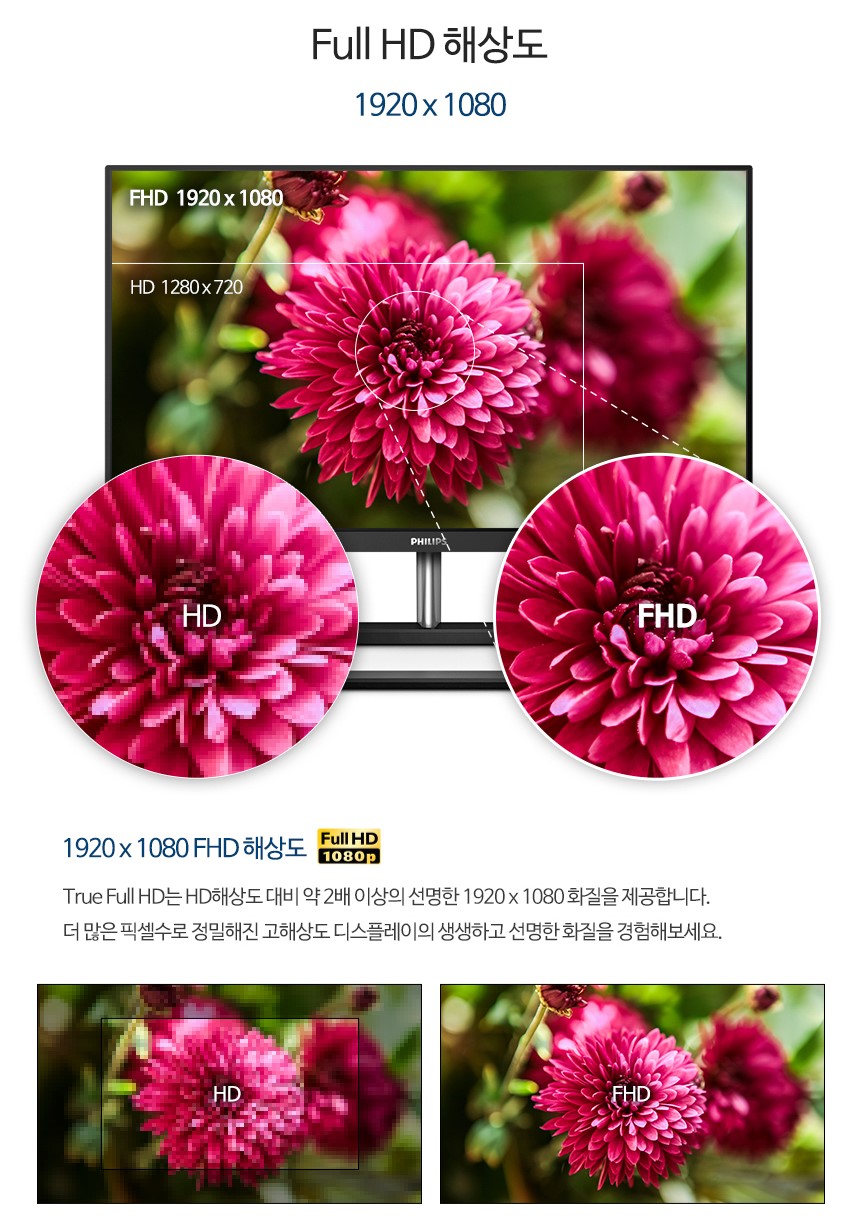 Full HD 해상도
1920 x 1080
FHD 1920 x 1080
HD 1280 x 720
PHILIPS
HD
FHD
1920 x 1080 FHD 해상도
Full HD
1080p
True Full HD는 HD해상도 대비 약 2배 이상의 선명한 1920 x 1080 화질을 제공합니다.
더 많은 픽셀수로 정밀해진 고해상도 디스플레이의 생생하고 선명한 화질을 경험해보세요.
HD
FHD